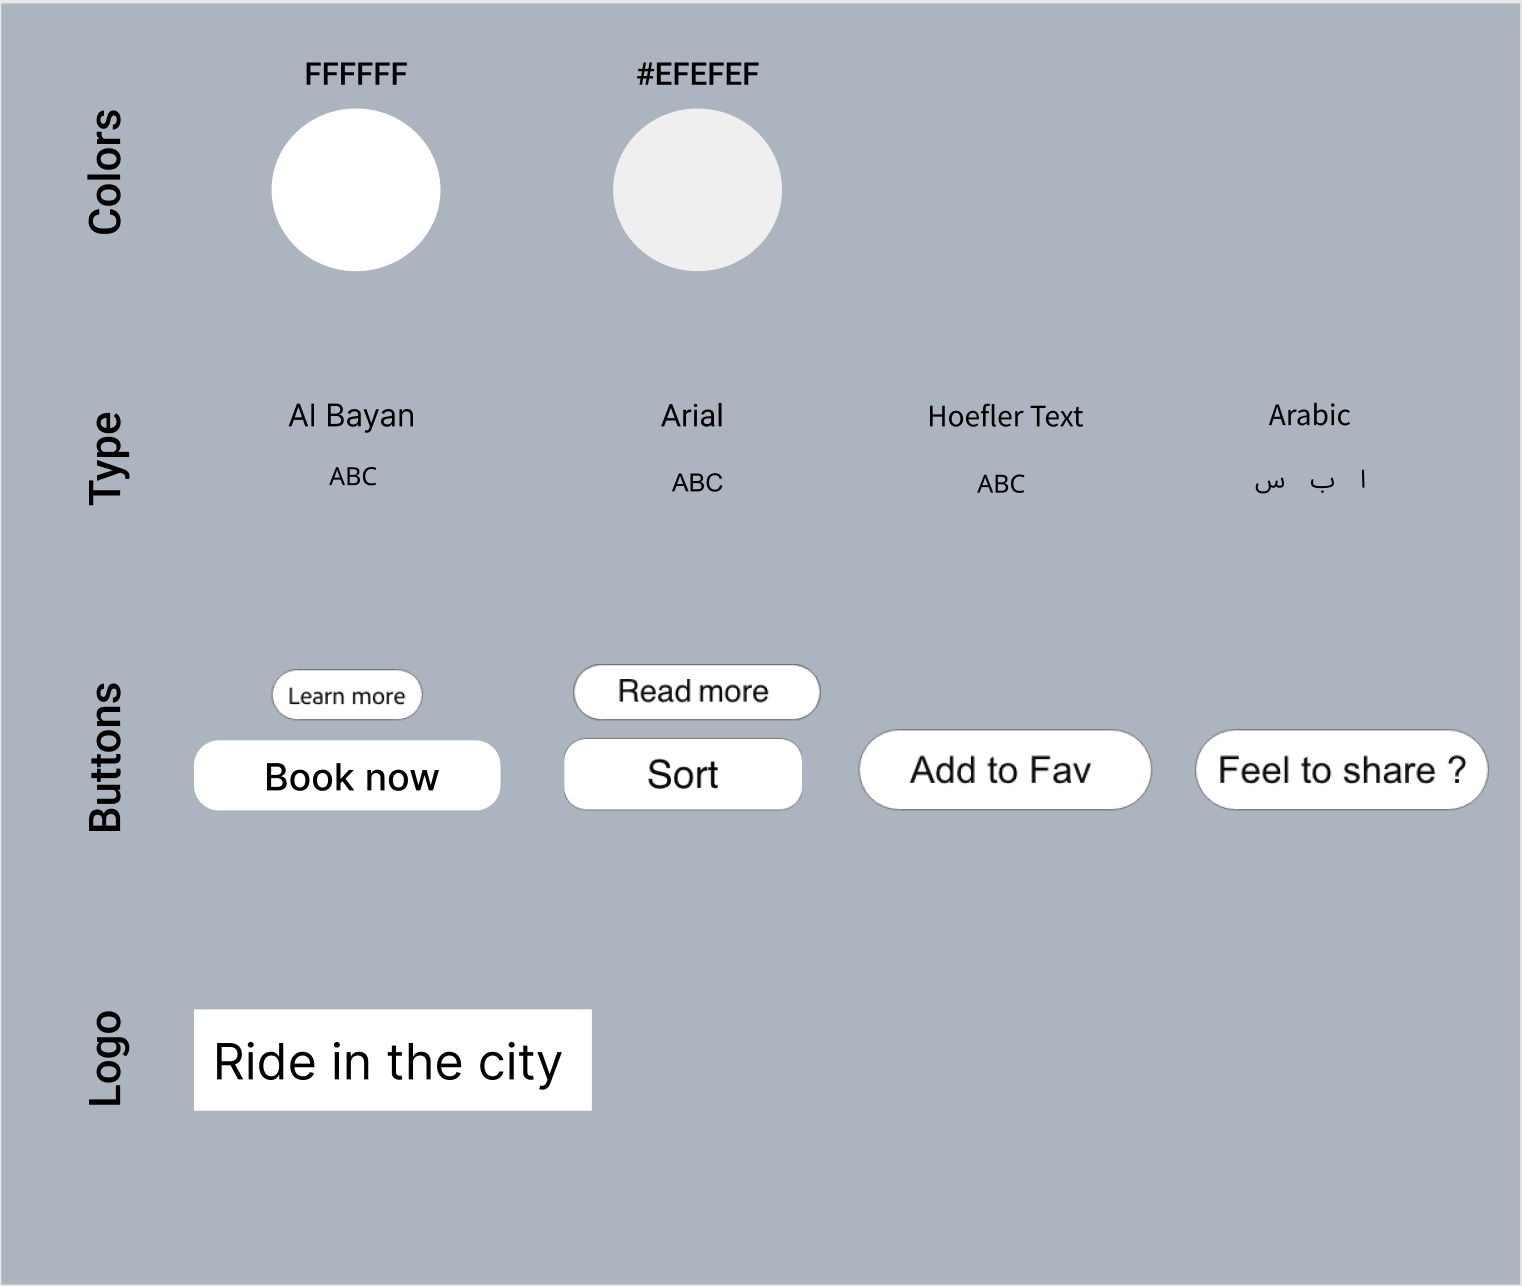 Colors
FFFFFF
#EFEFEF
Type
Al Bayan
Arial
Hoefler Text
Arabic
ABC
ABC
ABC
ا ب س
Buttons
Learn more
Read more
Book now
Sort
Add to Fav
Feel to share ?
Logo
Ride in the city